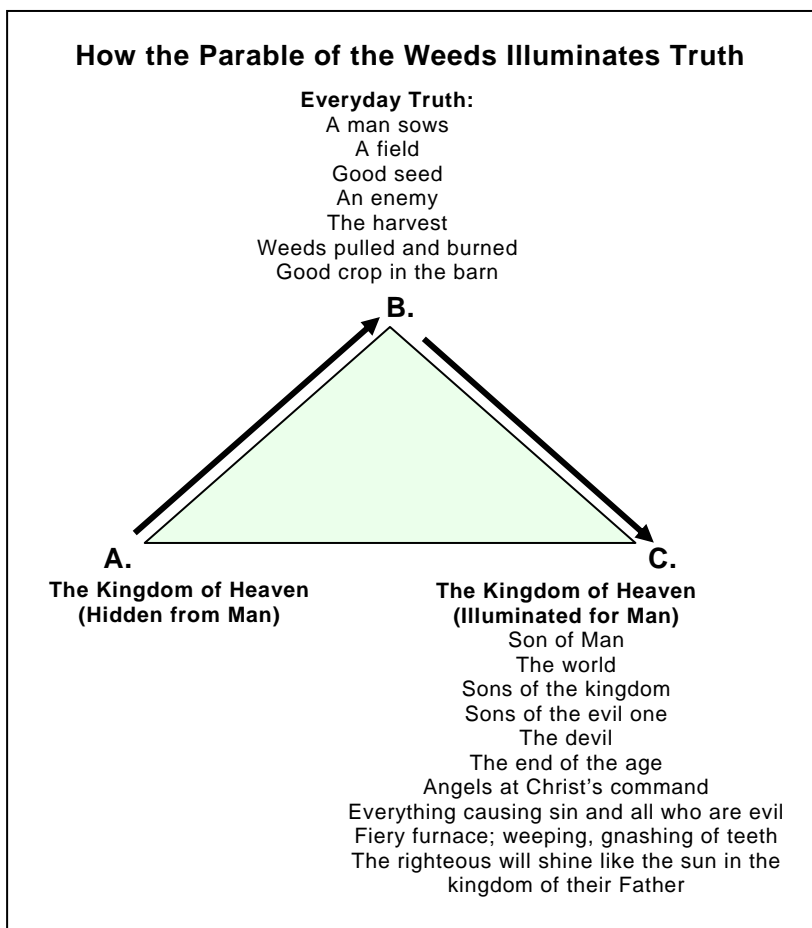 How the Parable of the Weeds Illuminates Truth
Everyday Truth:
A man sows
A field
Good seed
An enemy
The harvest
Weeds pulled and burned
Good crop in the barn
B.
A.
The Kingdom of Heaven
(Hidden from Man)
C.
The Kingdom of Heaven
(Illuminated for Man)
Son of Man
The world
Sons of the kingdom
Sons of the evil one
The devil
The end of the age
Angels at Christ's command
Everything causing sin and all who are evil
Fiery furnace; weeping, gnashing of teeth
The righteous will shine like the sun in the
kingdom of their Father